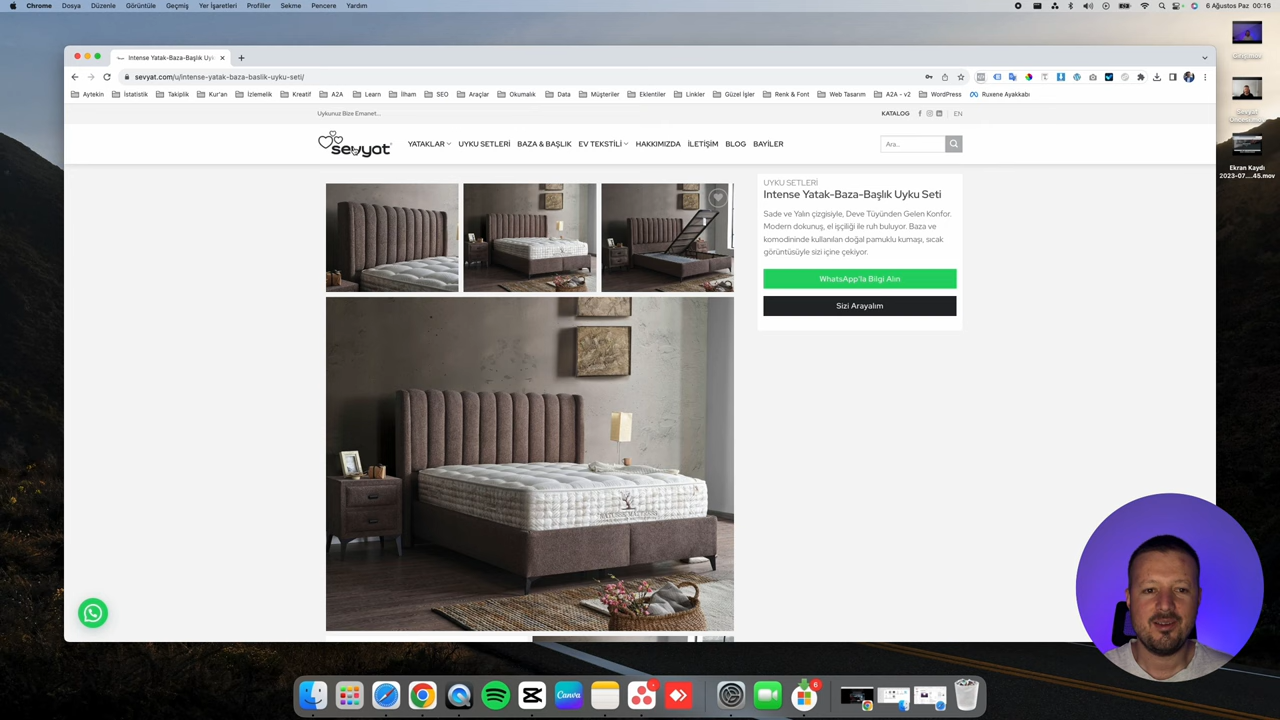 Chrome Dosya Düzenle Görüntüle Geçmiş Yer İşaretleri Profiller Sekme Pencere Yardım 6 Ağustos Paz 00:16
Intense Yatak-Baza-Başlık Uyk
sevyat.com/u/intense-yatak-baza-baslik-uyku-seti/
Aytekin İstatistik Takiplik Kur'an İzlemelik Kreatif A2A Learn İlham SEO Araçlar Okumalık Data Müşteriler Eklentiler Linkler Güzel İşler Renk & Font Web Tasarım A2A - v2 WordPress Ruxene Ayakkabı
Uykunuz Bize Emanet... KATALOG EN
sevyat YATAKLAR UYKU SETLERİ BAZA & BAŞLIK EV TEKSTİLİ HAKKIMIZDA İLETİŞİM BLOG BAYİLER Ara...
UYKU SETLERİ
Intense Yatak-Baza-Başlık Uyku Seti
Sade ve Yalın çizgisiyle, Deve Tüyünden Gelen Konfor.
Modern dokunuş, el işçiliği ile ruh buluyor. Baza ve
komodininde kullanılan doğal pamuklu kumaşı, sıcak
görüntüsüyle sizi içine çekiyor.
WhatsApp'la Bilgi Alın
Sizi Arayalım
Ekran Kaydı
2023-07....45.mov
Canva
6